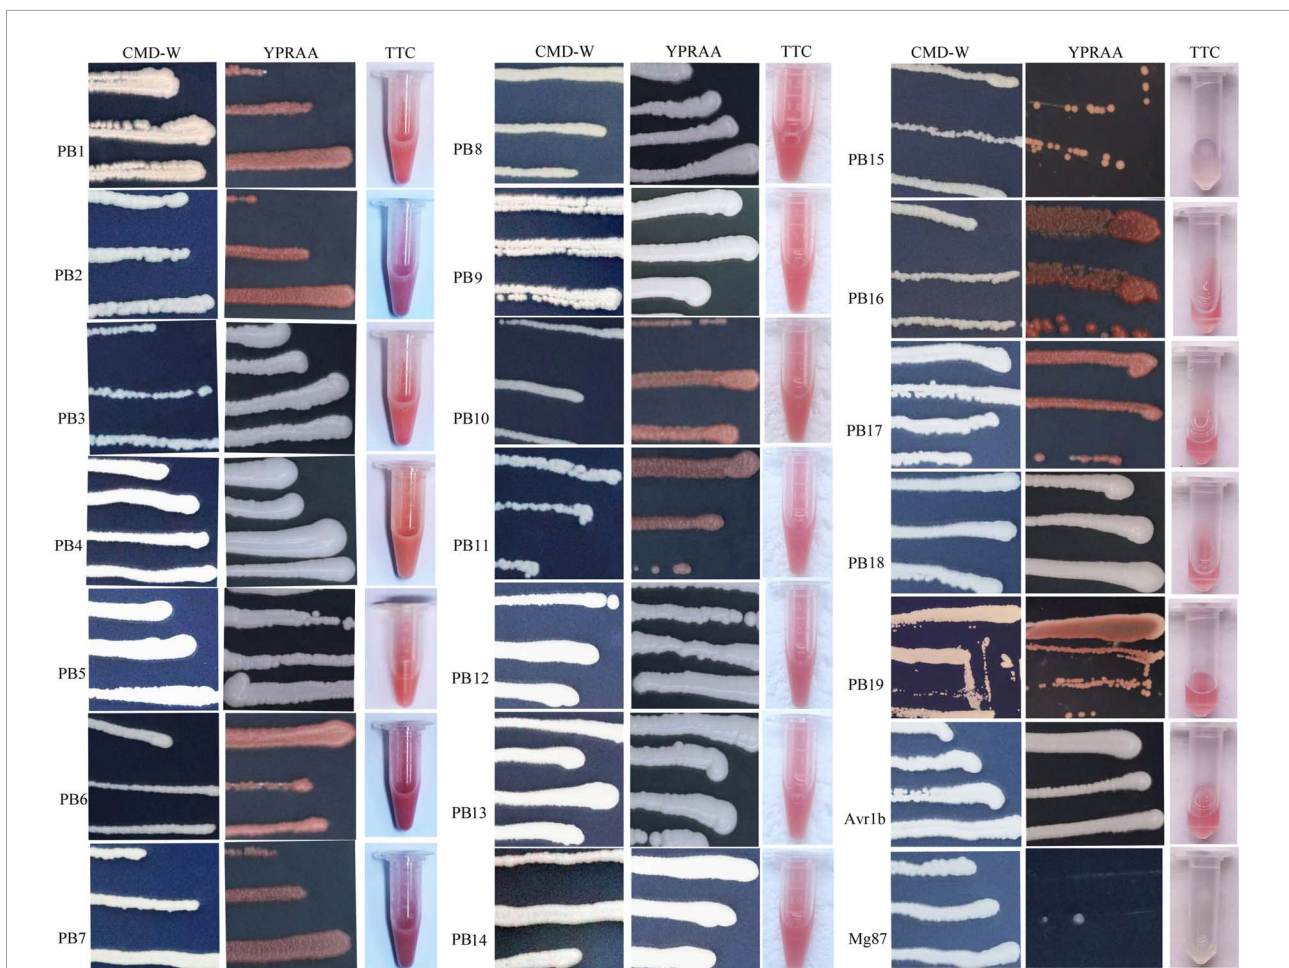 CMD-W YPRAA TTC CMD-W YPRAA TTC CMD-W YPRAA TTC
PB1 PB8 PB15
PB2 PB9 PB16
PB3 PB10 PB17
PB4 PB11 PB18
PB5 PB12 PB19
PB6 PB13 Avr1b
PB7 PB14 Mg87